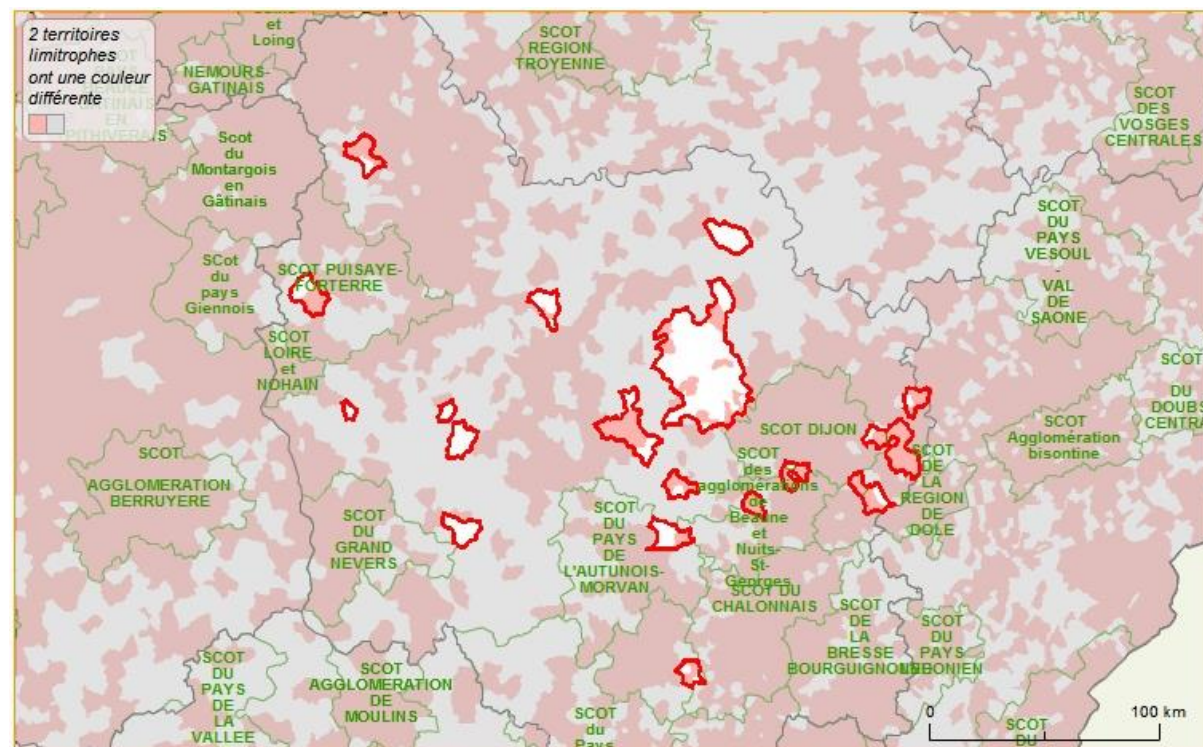 2 territoires
limitrophes
ont une couleur
différente
et
Loing
NEMOURS-
GATINAIS
EN
PITHIVERAIS
SCOT
REGION
TROYENNE
SCOT
DES
VOSGES
CENTRALES
Scot
du
Montargois
en
Gâtinais
SCOT
DU
PAYS
VESOUL
-
VAL
DE
SAONE
SCot
du
pays
Giennois
SCOT PUISAYE-
FORTERRE
SCOT
LOIRE
et
NOHAIN
SCOT
DU
DOUBS
CENTRA
SCOT
Agglomération
bisontine
SCOT DIJON
SCOT
des
agglomérations
de
Beaune
et
Nuits-
St-
Georges
SCOT
DE
LA
REGION
DE
DOLE
SCOT
AGGLOMERATION
BERRUYERE
SCOT
DU
GRAND
NEVERS
SCOT
DU
PAYS
DE
L'AUTUNOIS-
MORVAN
SCOT DU
CHALONNAIS
SCOT
DE
LA
BRESSE
BOURGUIGNONNE
SCOT
DU
PAYS
LEDONIEN
SCOT
DU
PAYS
DE
LA
VALLEE
SCOT
AGGLOMERATION
DE
MOULINS
SCOT
du
Pays
SCOT
DU
0 100 km